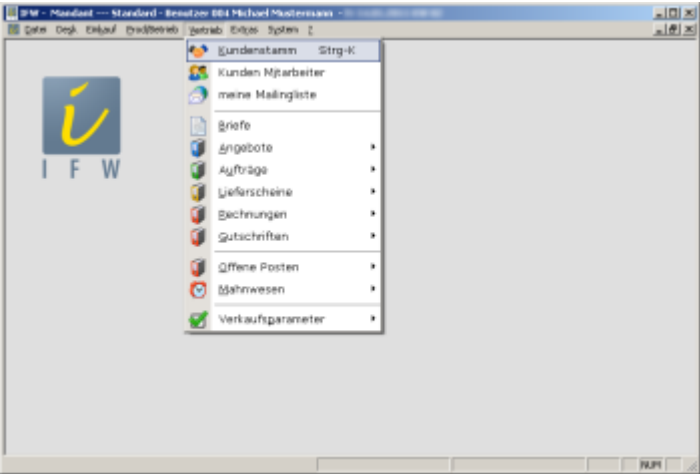 IFW - Mandant --- Standard - Benutzer 004 Michael Mustermann -
Datei Desk Einkauf Prod/Betrieb Vertrieb Extras System ?
Kundenstamm Strg-K
Kunden Mitarbeiter
meine Mailingliste
Briefe
Angebote
Aufträge
Lieferscheine
Rechnungen
Gutschriften
Offene Posten
Mahnwesen
Verkaufsparameter
i
IFW
NUM